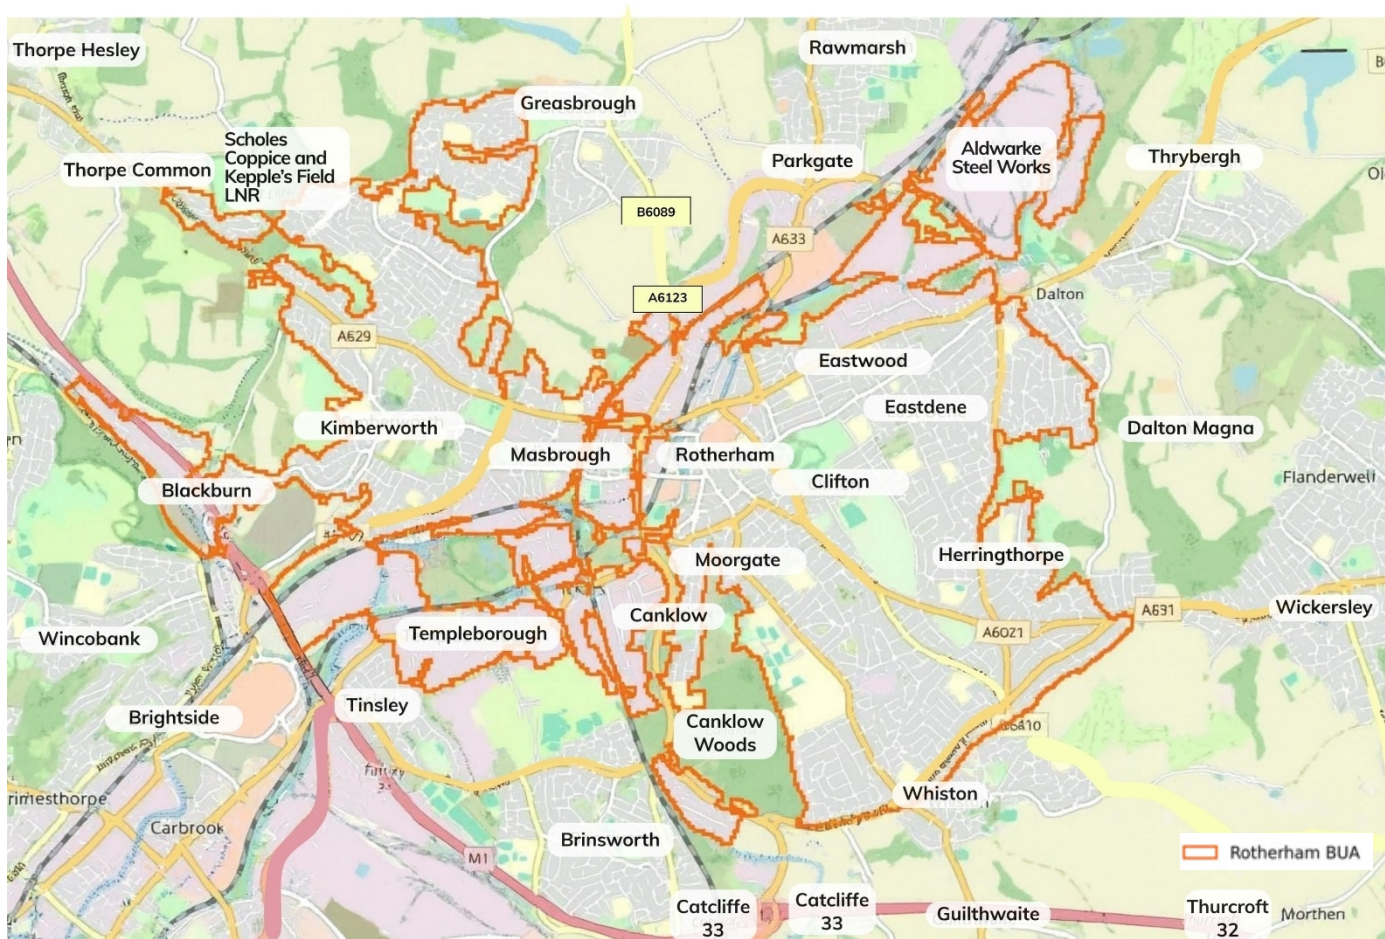 Thorpe Hesley
Rawmarsh
Greasbrough
Scholes
Coppice and
Kepple's Field
LNR
Thorpe Common
Parkgate
Aldwarke
Steel Works
Thrybergh
B6089
A633
A6123
Dalton
A629
Eastwood
Eastdene
Kimberworth
Dalton Magna
Masbrough
Rotherham
Clifton
Flanderwell
Blackburn
Herringthorpe
Moorgate
Canklow
A631
Wickersley
Templeborough
A6021
Wincobank
Tinsley
Brightside
Canklow
Woods
Whiston
rimesthorpe
Carbrook
Brinsworth
M1
Rotherham BUA
Catcliffe
33
Catcliffe
33
Guilthwaite
Thurcroft
32
Morthen